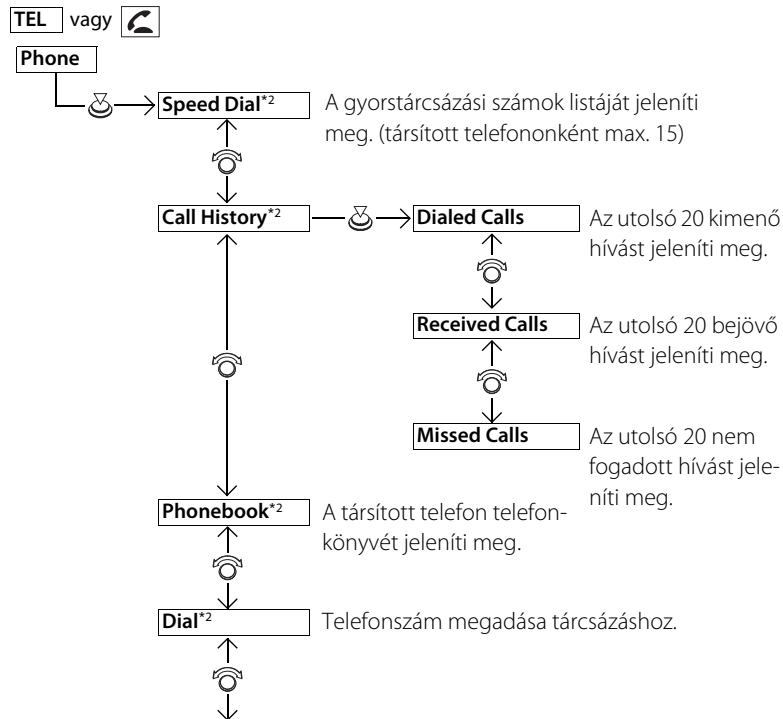 TEL vagy
Phone
Speed Dial*2
A gyorstárcsázási számok listáját jeleníti
meg. (társított telefononként max. 15)
Call History*2
Dialed Calls
Az utolsó 20 kimenő
hívást jeleníti meg.
Received Calls
Az utolsó 20 bejövő
hívást jeleníti meg.
Missed Calls
Az utolsó 20 nem
fogadott hívást jele-
níti meg.
Phonebook*2
A társított telefon telefon-
könyvét jeleníti meg.
Dial*2
Telefonszám megadása tárcsázáshoz.